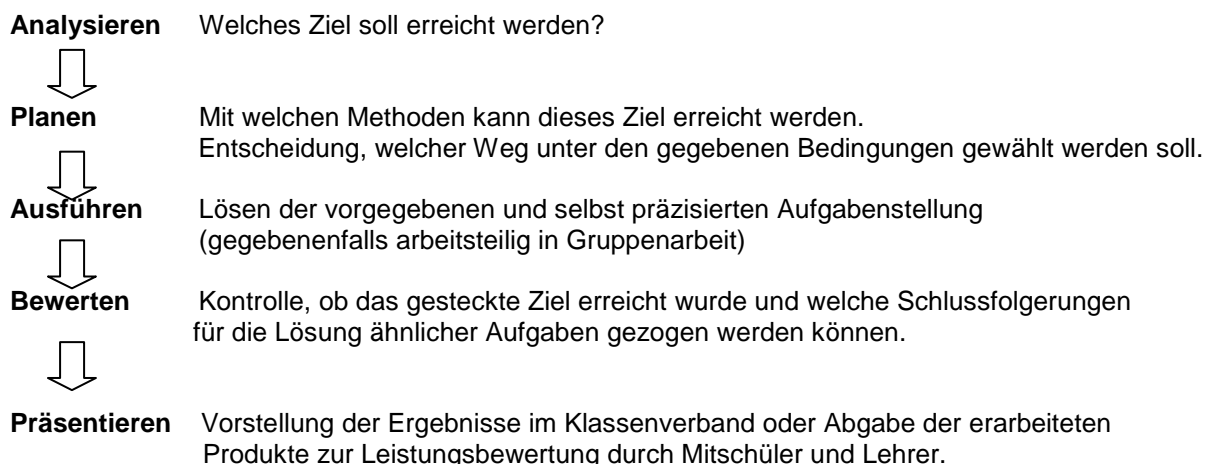 Analysieren Welches Ziel soll erreicht werden?
Planen Mit welchen Methoden kann dieses Ziel erreicht werden.
Entscheidung, welcher Weg unter den gegebenen Bedingungen gewählt werden soll.
Ausführen Lösen der vorgegebenen und selbst präzisierten Aufgabenstellung
(gegebenenfalls arbeitsteilig in Gruppenarbeit)
Bewerten Kontrolle, ob das gesteckte Ziel erreicht wurde und welche Schlussfolgerungen
für die Lösung ähnlicher Aufgaben gezogen werden können.
Präsentieren Vorstellung der Ergebnisse im Klassenverband oder Abgabe der erarbeiteten
Produkte zur Leistungsbewertung durch Mitschüler und Lehrer.